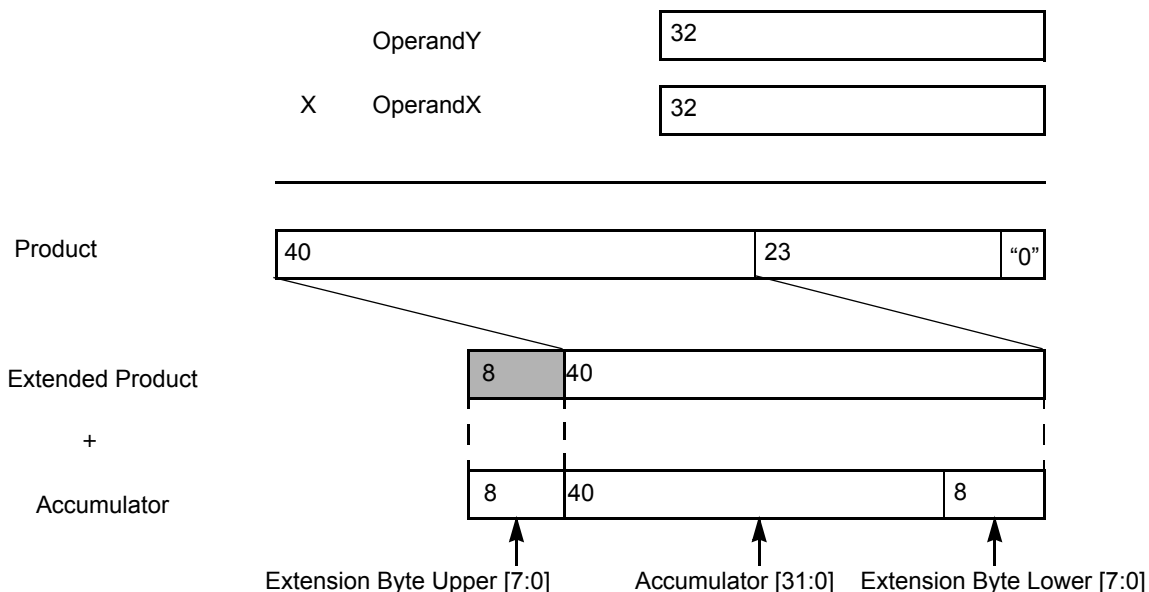 OperandY 32
X OperandX 32
Product 40 23 “0”
Extended Product 8 40
+
Accumulator 8 40 8
Extension Byte Upper [7:0] Accumulator [31:0] Extension Byte Lower [7:0]